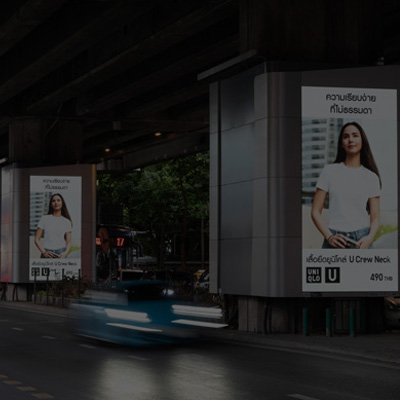 ความเรียบง่าย
ที่ไม่ธรรมดา
เสื้อยืดยูนิโคล่ U Crew Neck
UNI
QLO
U
490 THB
ความเรียบง่าย
ที่ไม่ธรรมดา
เสื้อยืดยูนิโคล่ U Crew Neck
U
17